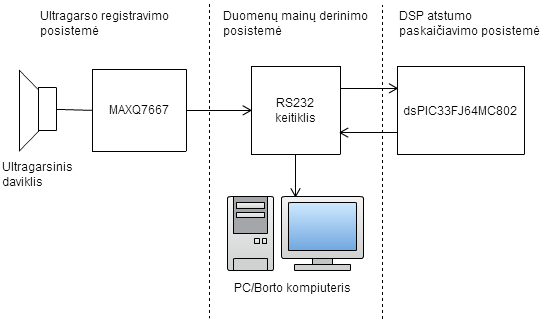 Ultragarso registravimo
posistemė
Duomenų mainų derinimo
posistemė
DSP atstumo
paskaičiavimo posistemė
MAXQ7667
RS232
keitiklis
dsPIC33FJ64MC802
Ultragarsinis
daviklis
PC/Borto kompiuteris